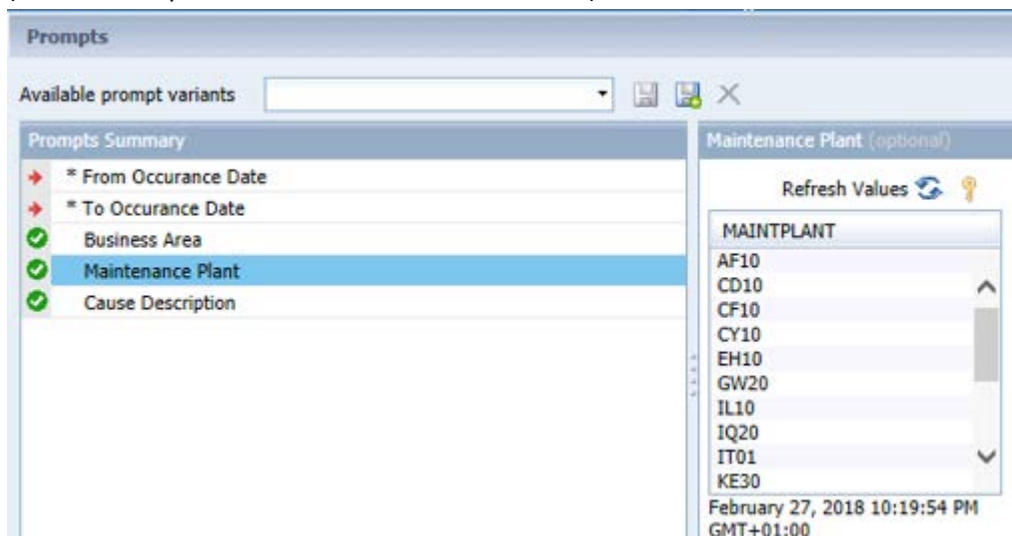 Prompts
Available prompt variants
Prompts Summary
* From Occurance Date
* To Occurance Date
Business Area
Maintenance Plant
Cause Description
Maintenance Plant (optional)
Refresh Values
MAINTPLANT
AF10
CD10
CF10
CY10
EH10
GW20
IL10
IQ20
IT01
KE30
February 27, 2018 10:19:54 PM
GMT+01:00